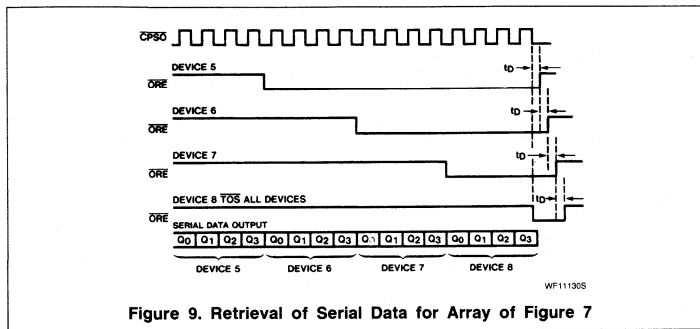 CPSO
DEVICE 5
tD
ORE
DEVICE 6
tD
ORE
DEVICE 7
tD
ORE
DEVICE 8 TOS ALL DEVICES
tD
ORE
SERIAL DATA OUTPUT
Q0 Q1 Q2 Q3 Q0 Q1 Q2 Q3 Q0 Q1 Q2 Q3 Q0 Q1 Q2 Q3
DEVICE 5 DEVICE 6 DEVICE 7 DEVICE 8
WF11130S
Figure 9. Retrieval of Serial Data for Array of Figure 7